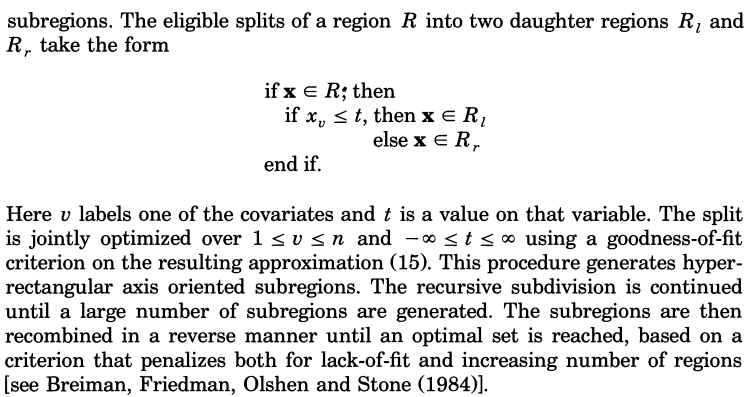 subregions. The eligible splits of a region R into two daughter regions R_l and
R_r take the form
if x ∈ R; then
if x_v ≤ t, then x ∈ R_l
else x ∈ R_r
end if.
Here v labels one of the covariates and t is a value on that variable. The split
is jointly optimized over 1 ≤ v ≤ n and −∞ ≤ t ≤ ∞ using a goodness-of-fit
criterion on the resulting approximation (15). This procedure generates hyper-
rectangular axis oriented subregions. The recursive subdivision is continued
until a large number of subregions are generated. The subregions are then
recombined in a reverse manner until an optimal set is reached, based on a
criterion that penalizes both for lack-of-fit and increasing number of regions
[see Breiman, Friedman, Olshen and Stone (1984)].